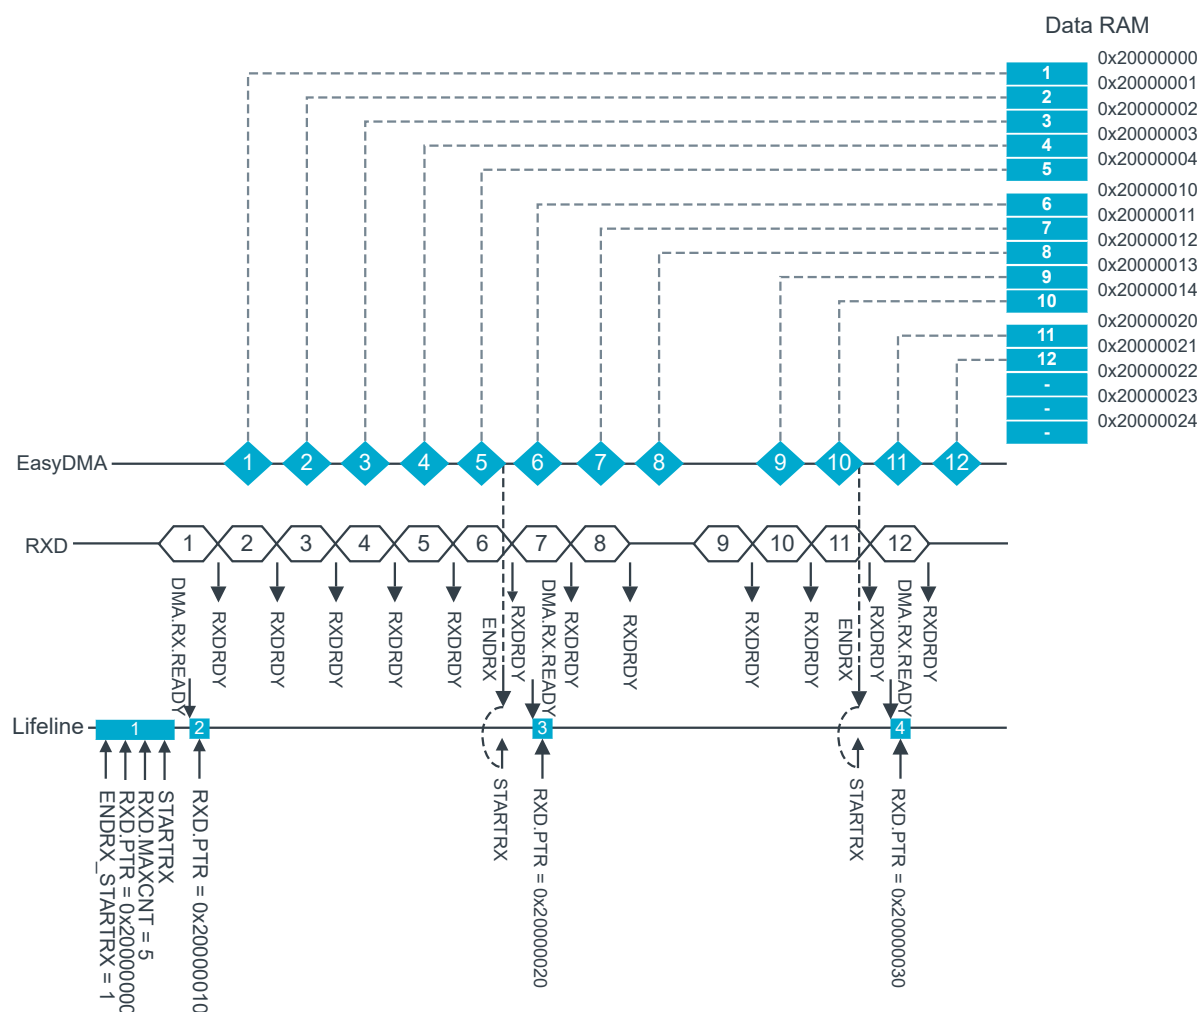 Data RAM
0x20000000
1
0x20000001
2
0x20000002
3
0x20000003
4
0x20000004
5
0x20000010
6
0x20000011
7
0x20000012
8
0x20000013
9
0x20000014
10
0x20000020
11
0x20000021
12
0x20000022
-
0x20000023
-
0x20000024
-
EasyDMA
1
2
3
4
5
6
7
8
9
10
11
12
RXD
1
2
3
4
5
6
7
8
9
10
11
12
DMA.RX.READY
RXDRDY
RXDRDY
RXDRDY
RXDRDY
RXDRDY
ENDRX
RXDRDY
DMA.RX.READY
RXDRDY
RXDRDY
RXDRDY
RXDRDY
ENDRX
RXDRDY
DMA.RX.READY
RXDRDY
Lifeline
1
2
3
4
ENDRX_STARTRX = 1
RXD.PTR = 0x20000000
RXD.MAXCNT = 5
STARTRX
RXD.PTR = 0x20000010
STARTRX
RXD.PTR = 0x20000020
STARTRX
RXD.PTR = 0x20000030